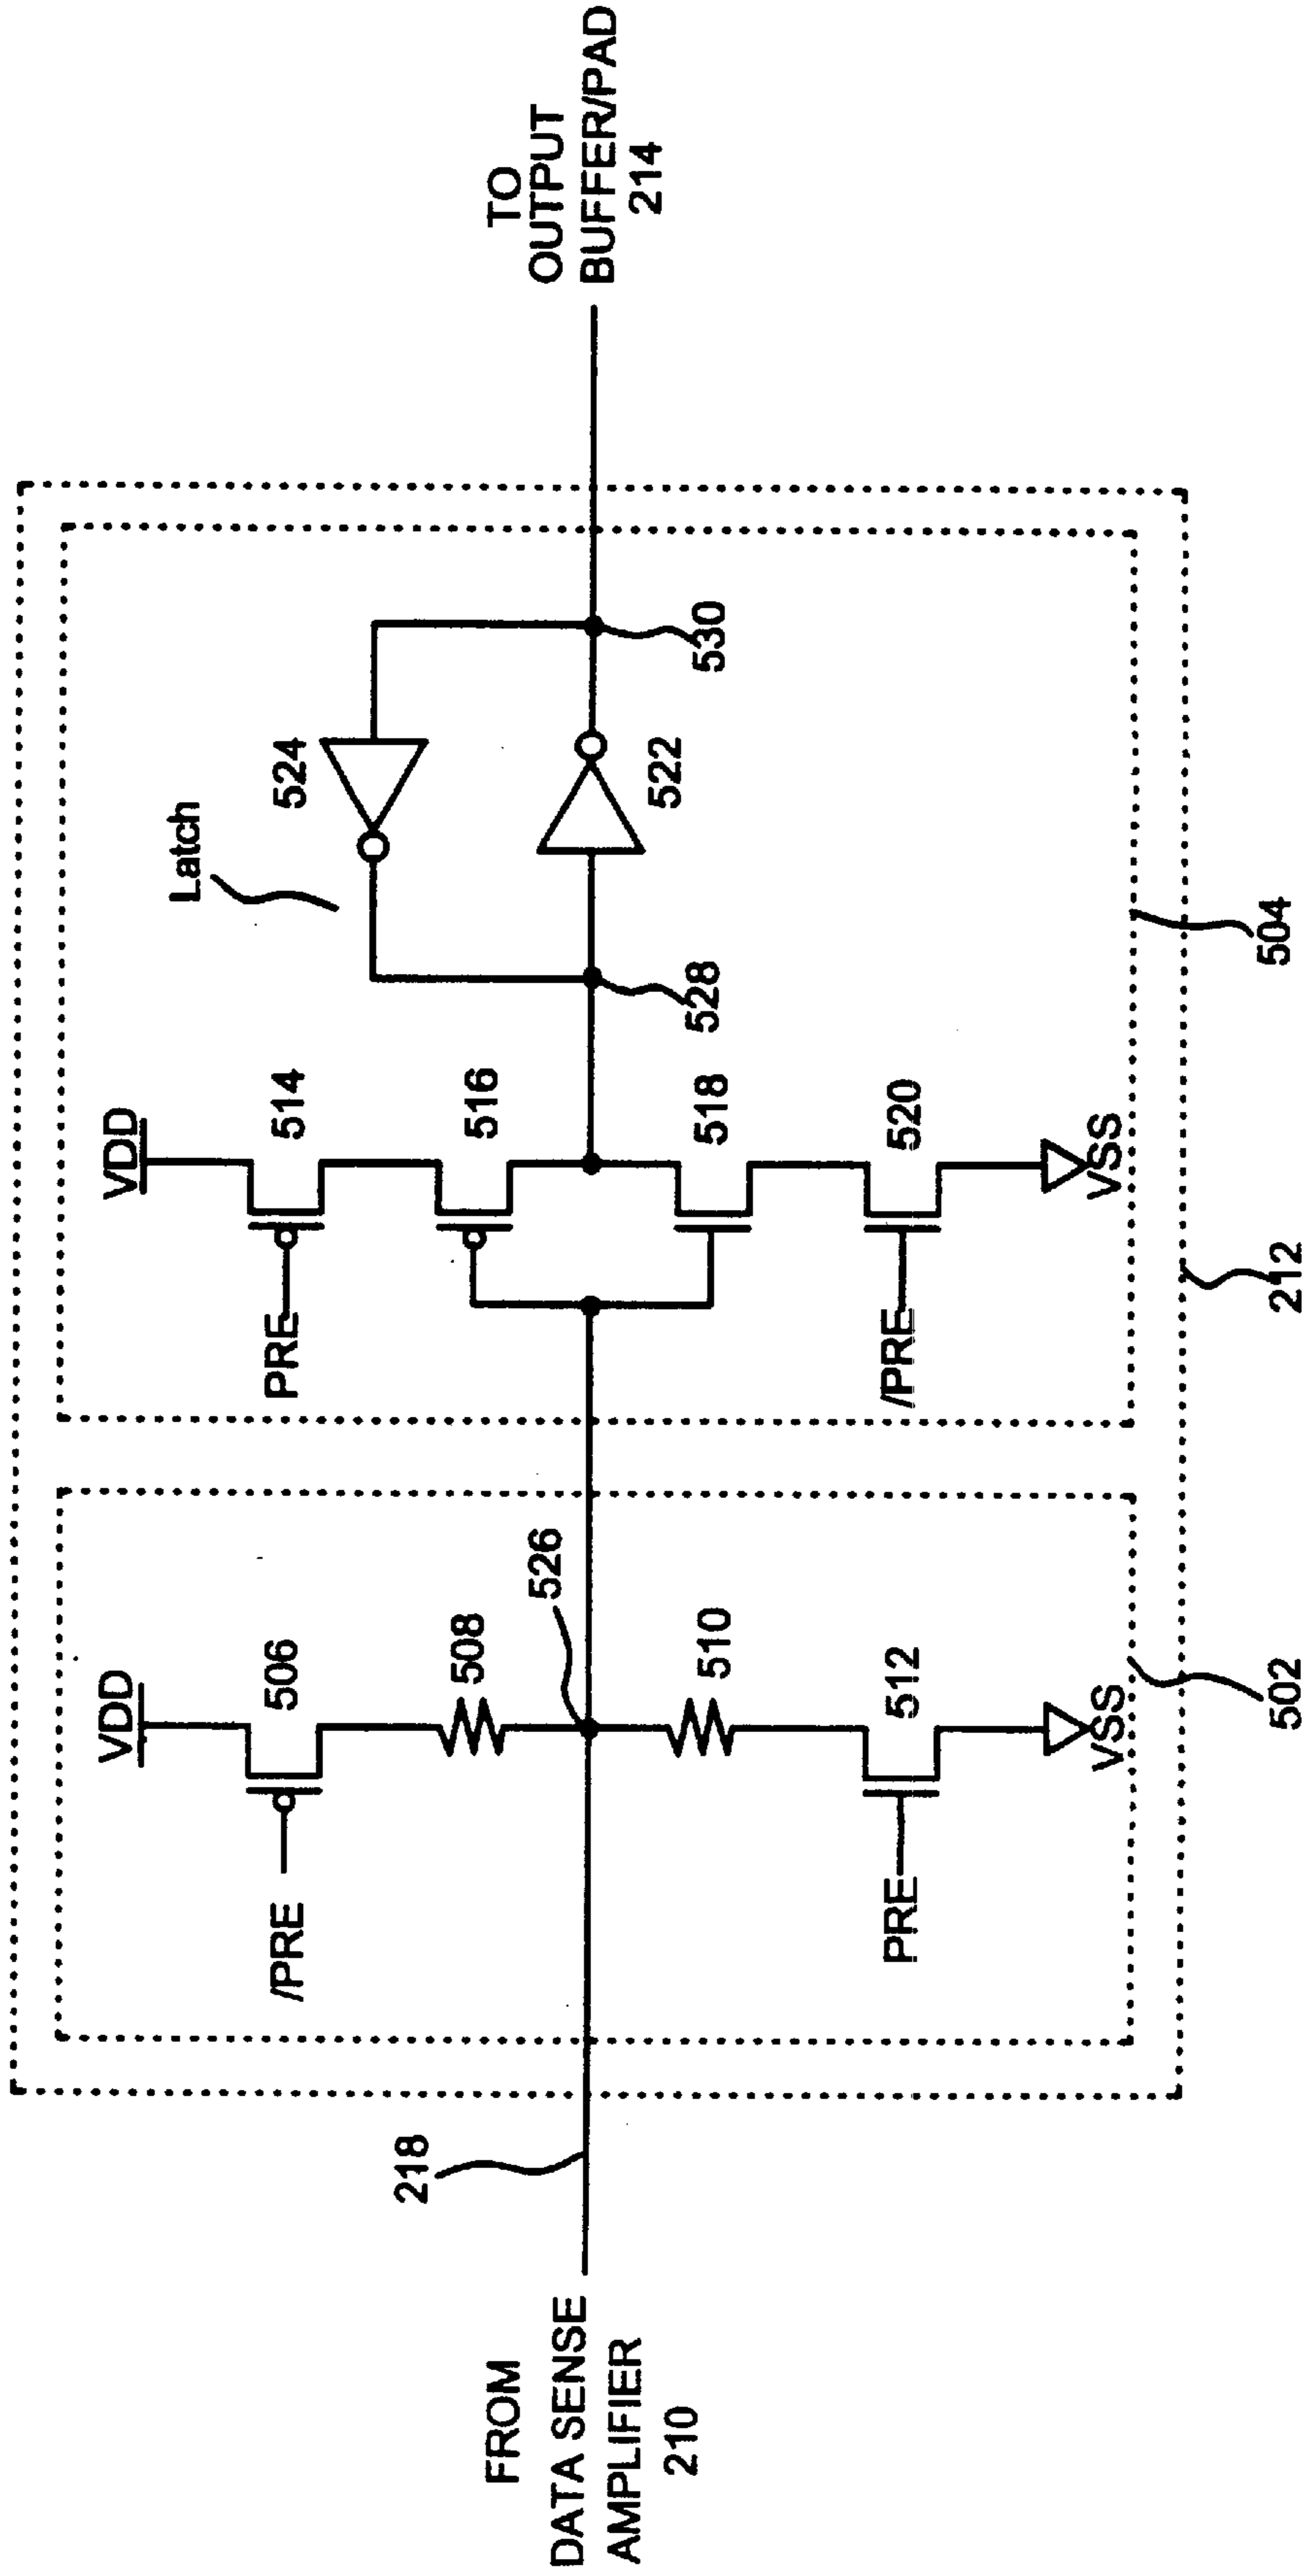 FROM
DATA SENSE
AMPLIFIER
210
218
VDD
/PRE
506
508
526
510
512
PRE
VSS
502
VDD
PRE
514
516
518
520
/PRE
VSS
528
Latch
524
522
530
504
212
TO
OUTPUT
BUFFER/PAD
214